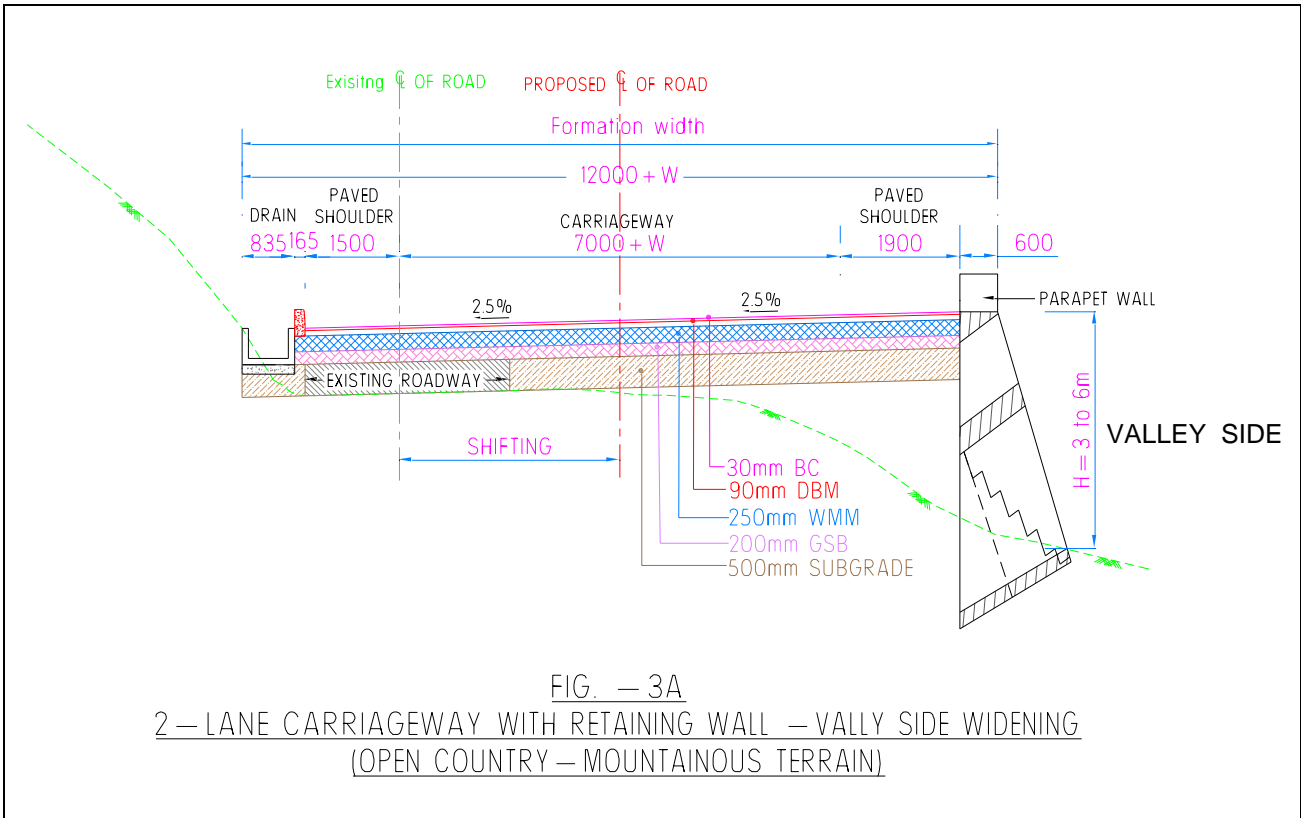 Exisitng ℄ OF ROAD
PROPOSED ℄ OF ROAD
Formation width
12000+W
DRAIN
PAVED
SHOULDER
CARRIAGEWAY
PAVED
SHOULDER
835
165
1500
7000+W
1900
600
2.5%
2.5%
PARAPET WALL
EXISTING ROADWAY
SHIFTING
H=3 to 6m
VALLEY SIDE
30mm BC
90mm DBM
250mm WMM
200mm GSB
500mm SUBGRADE
FIG. –3A
2–LANE CARRIAGEWAY WITH RETAINING WALL –VALLY SIDE WIDENING
(OPEN COUNTRY–MOUNTAINOUS TERRAIN)